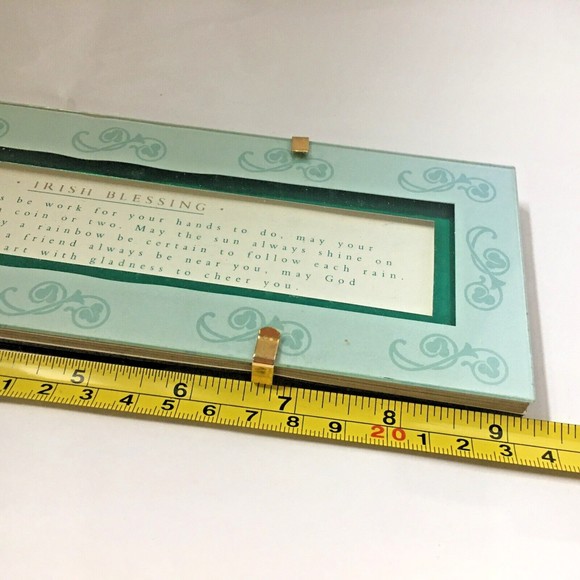 · IRISH BLESSING ·
be work for your hands to do, may your
coin or two. May the sun always shine on
a rainbow be certain to follow each rain.
a friend always be near you, may God
with gladness to cheer you.
5 6 7 8 9
1 2 3 4 5 6 7 8 9 20 1 2 3 4